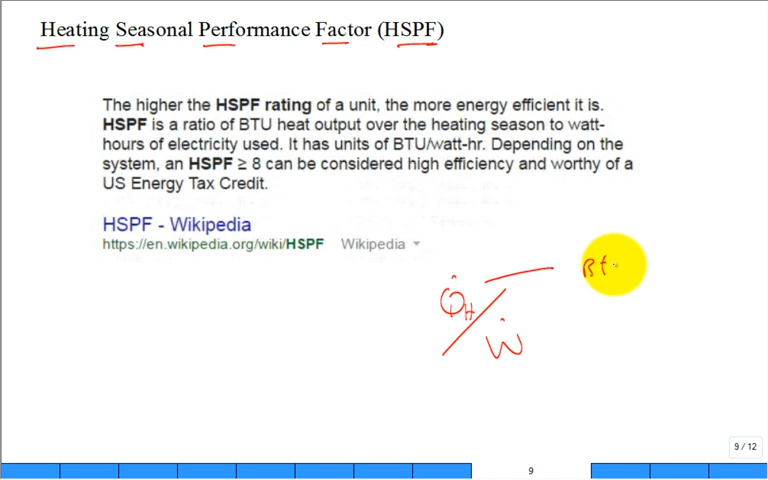 Heating Seasonal Performance Factor (HSPF)
The higher the HSPF rating of a unit, the more energy efficient it is.
HSPF is a ratio of BTU heat output over the heating season to watt-
hours of electricity used. It has units of BTU/watt-hr. Depending on the
system, an HSPF ≥ 8 can be considered high efficiency and worthy of a
US Energy Tax Credit.
HSPF - Wikipedia
https://en.wikipedia.org/wiki/HSPF Wikipedia
Bt
Q̇H/Ẇ
9 / 12
9